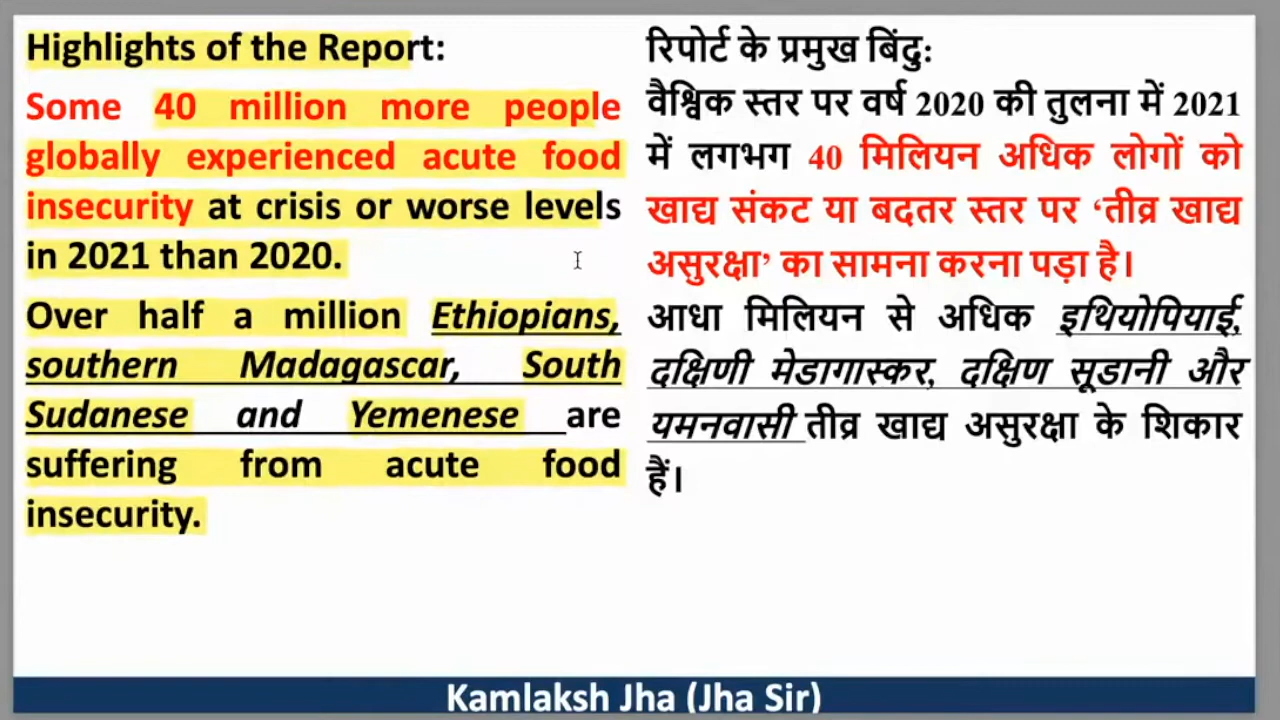 Highlights of the Report:
Some 40 million more people
globally experienced acute food
insecurity at crisis or worse levels
in 2021 than 2020.
Over half a million Ethiopians,
southern Madagascar, South
Sudanese and Yemenese are
suffering from acute food
insecurity.
रिपोर्ट के प्रमुख बिंदु:
वैश्विक स्तर पर वर्ष 2020 की तुलना में 2021
में लगभग 40 मिलियन अधिक लोगों को
खाद्य संकट या बदतर स्तर पर ‘तीव्र खाद्य
असुरक्षा’ का सामना करना पड़ा है।
आधा मिलियन से अधिक इथियोपियाई,
दक्षिणी मेडागास्कर, दक्षिण सूडानी और
यमनवासी तीव्र खाद्य असुरक्षा के शिकार
हैं।
Kamlaksh Jha (Jha Sir)